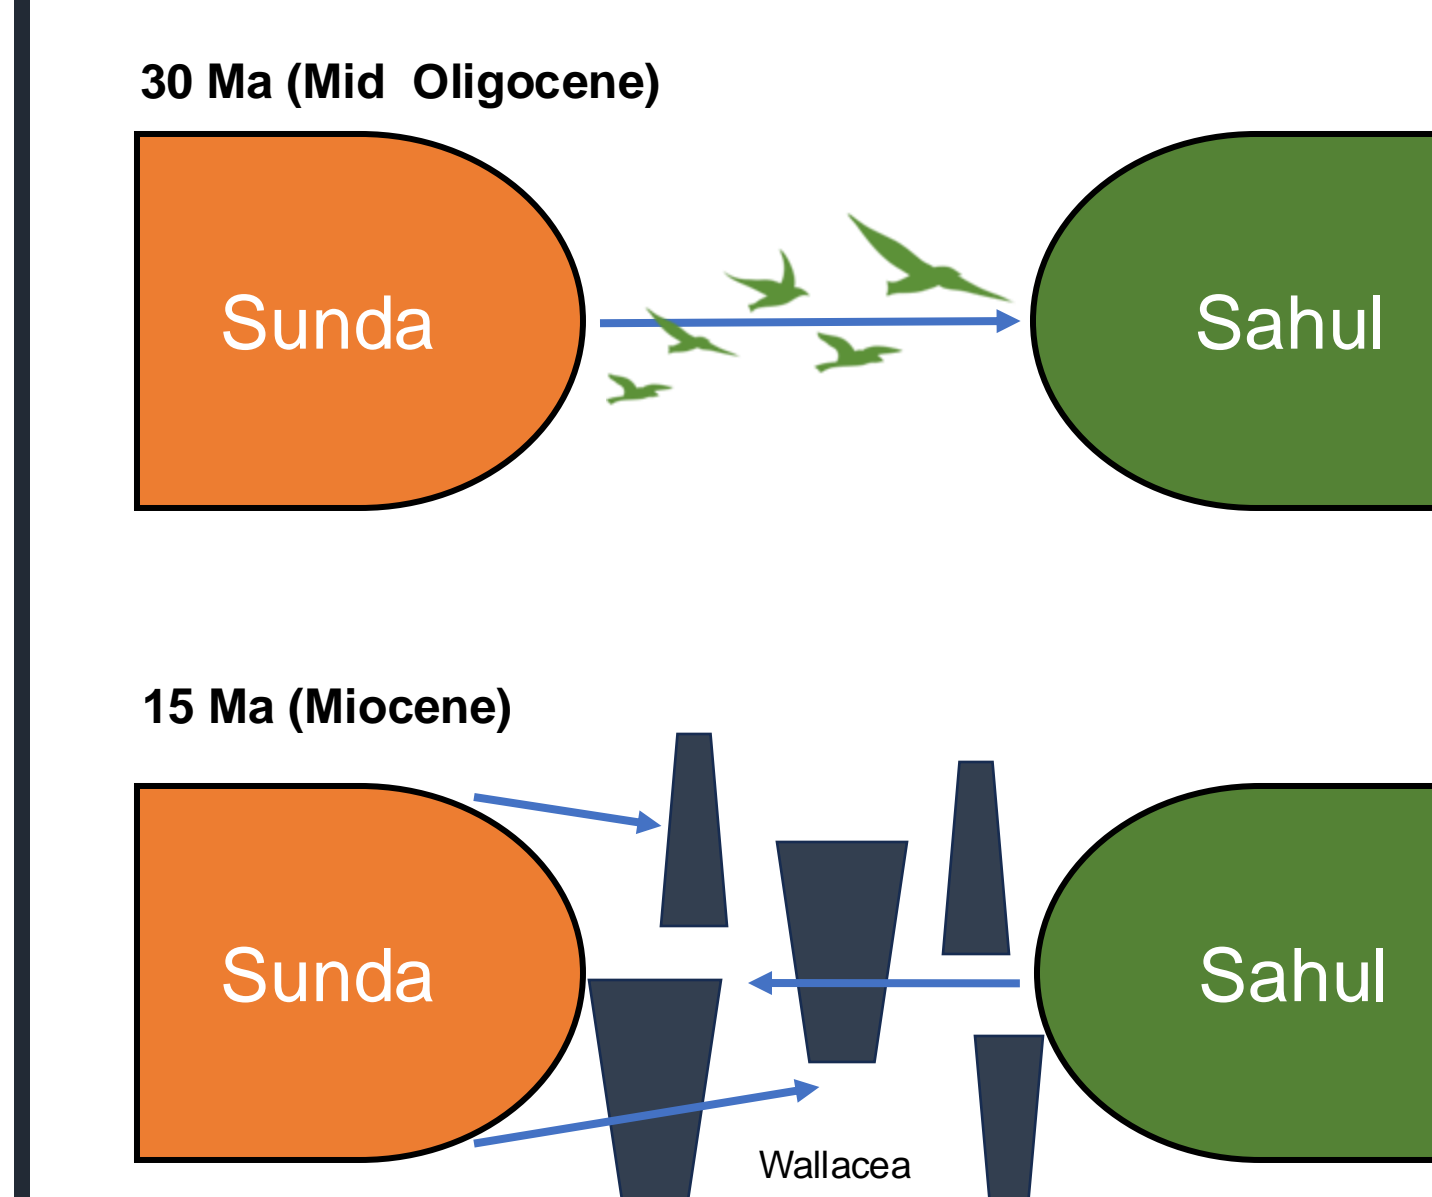 30 Ma (Mid  Oligocene)
Sunda
Sahul
15 Ma (Miocene)
Sunda
Sahul
Wallacea